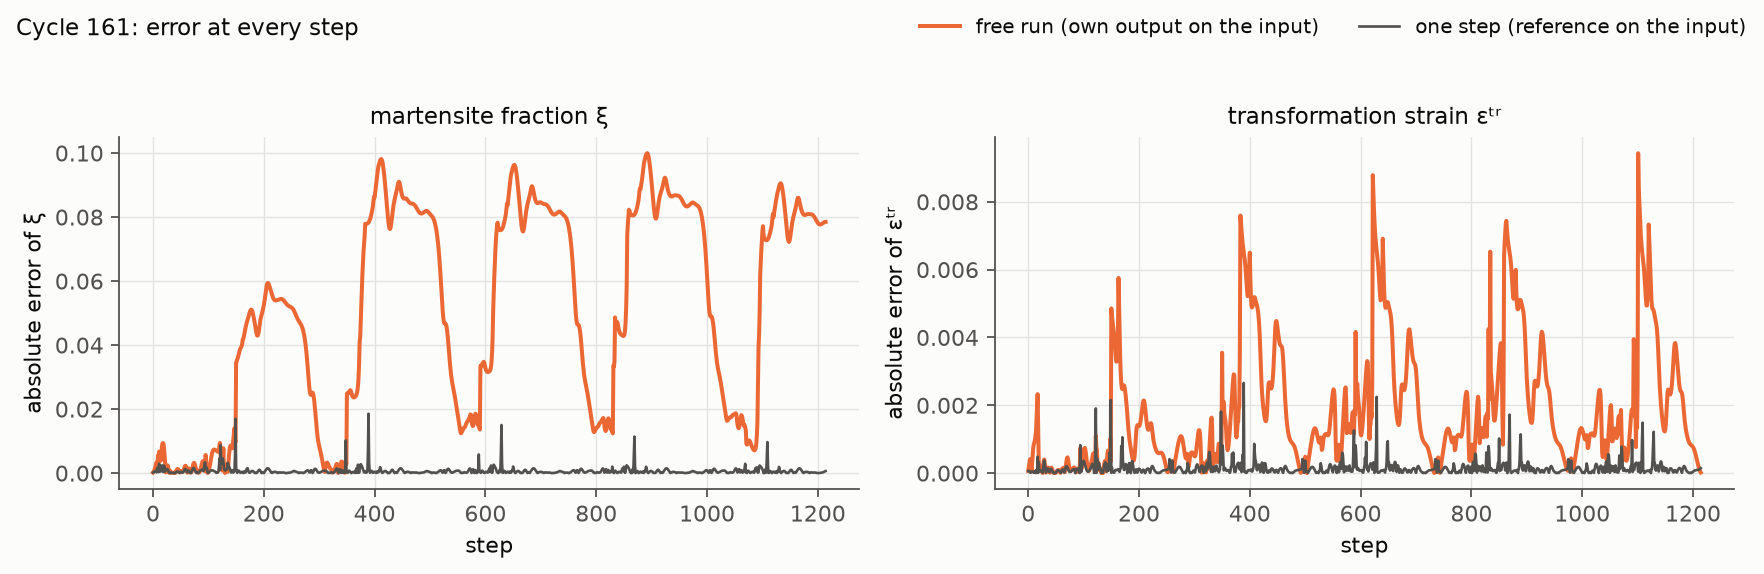 Cycle 161: error at every step
free run (own output on the input)
one step (reference on the input)
martensite fraction ξ
absolute error of ξ
0.10
0.08
0.06
0.04
0.02
0.00
0 200 400 600 800 1000 1200
step
transformation strain εᵗʳ
absolute error of εᵗʳ
0.008
0.006
0.004
0.002
0.000
0 200 400 600 800 1000 1200
step